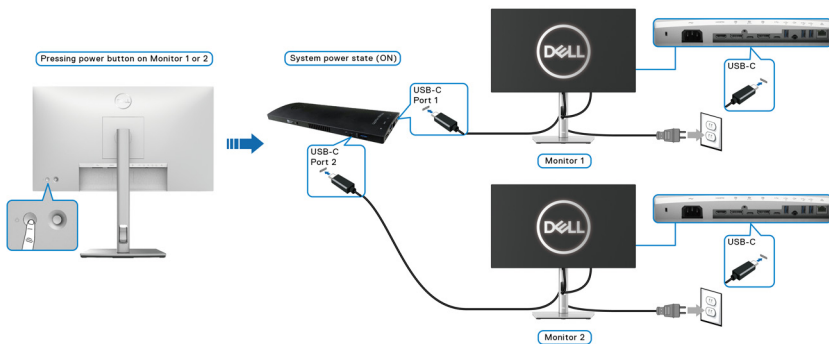 Pressing power button on Monitor 1 or 2
System power state (ON)
USB-C
Port 1
USB-C
Port 2
DELL
Monitor 1
USB-C
DELL
Monitor 2
USB-C